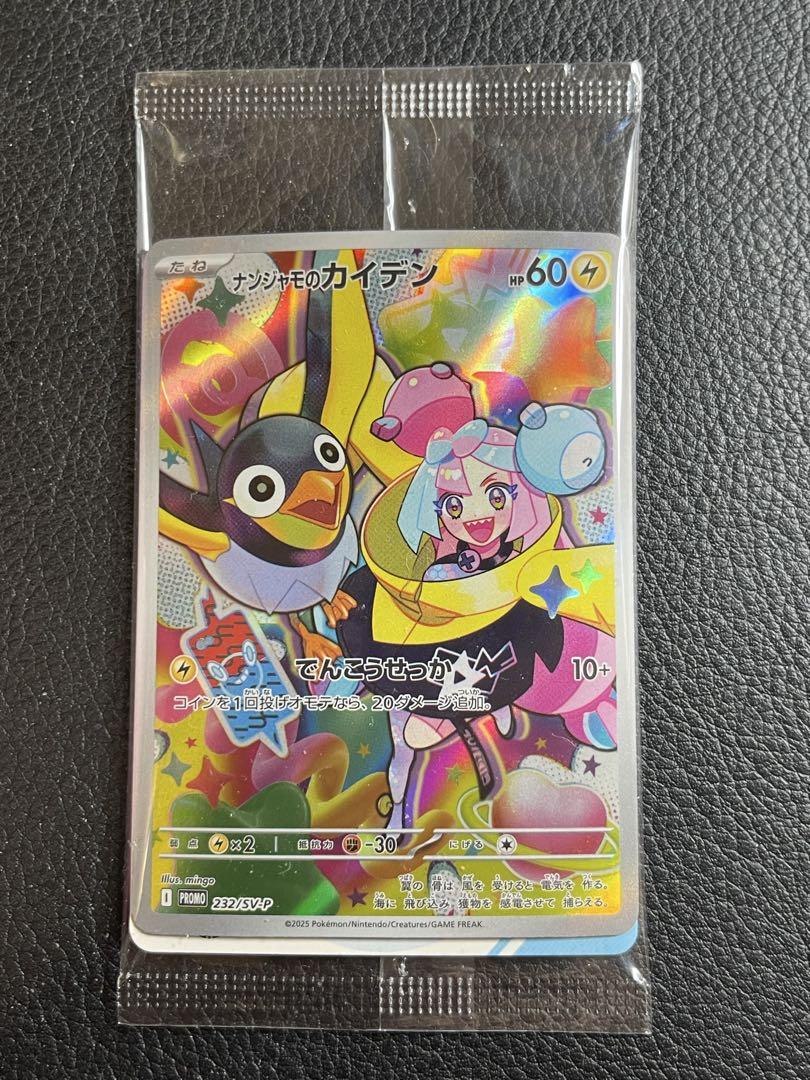 たね
ナンジャモのカイデン
HP60
でんこうせっか 10+
コインを1回投げオモテなら、20ダメージ追加。
弱点 ×2 抵抗力 -30 にげる
Illus. mingo
I PROMO 232/SV-P
翼の骨は風を受けると電気を作る。
海に飛び込み獲物を感電させて捕らえる。
©2025 Pokémon/Nintendo/Creatures/GAME FREAK.